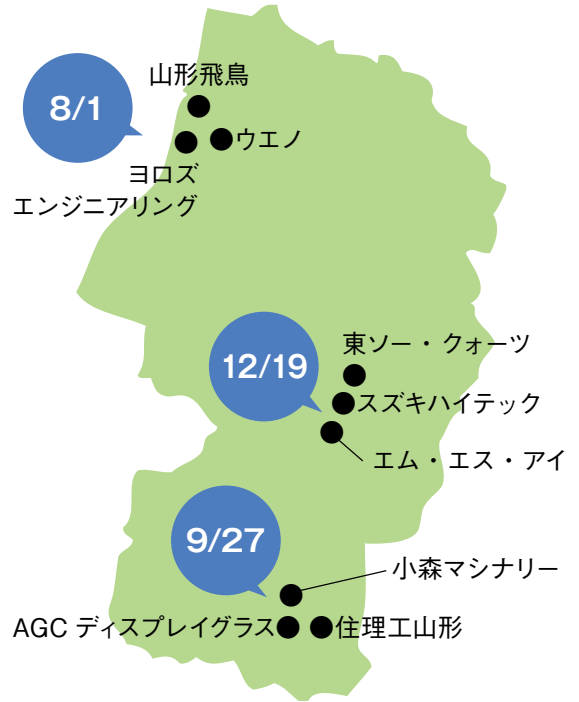 山形飛鳥
8/1
ウエノ
ヨロズ
エンジニアリング
東ソー・クォーツ
12/19
スズキハイテック
エム・エス・アイ
9/27
小森マシナリー
AGC ディスプレイグラス
住理工山形